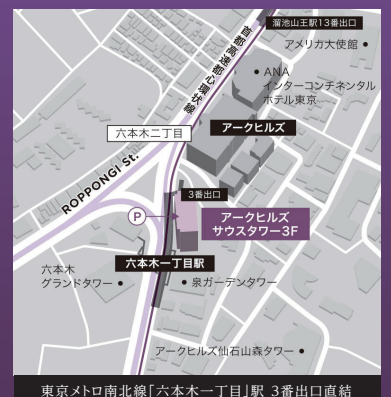 溜池山王駅13番出口
アメリカ大使館
首都高速都心環状線
ANA
インターコンチネンタル
ホテル東京
六本木二丁目
アークヒルズ
ROPPONGI St.
3番出口
P
アークヒルズ
サウスタワー3F
六本木一丁目駅
六本木
グランドタワー
泉ガーデンタワー
アークヒルズ仙石山森タワー
東京メトロ南北線「六本木一丁目」駅 3番出口直結